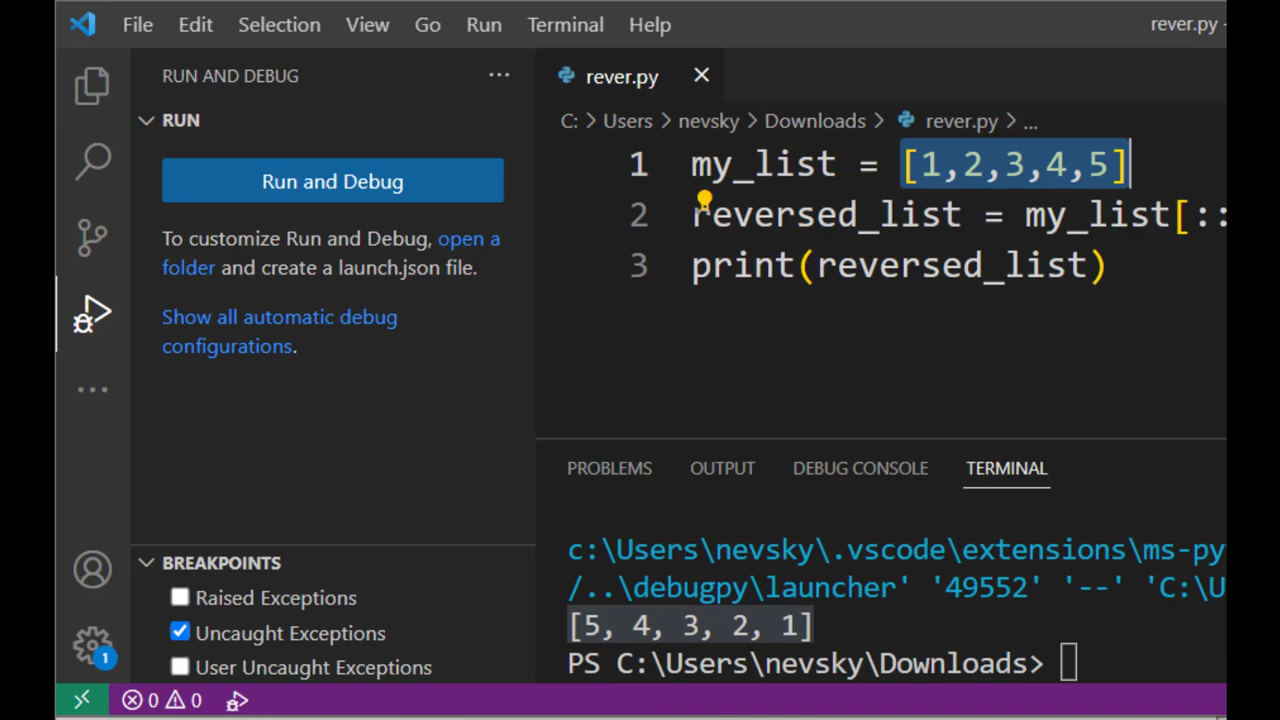 File Edit Selection View Go Run Terminal Help
rever.py -
RUN AND DEBUG ...
RUN
Run and Debug
To customize Run and Debug, open a
folder and create a launch.json file.
Show all automatic debug
configurations.
BREAKPOINTS
Raised Exceptions
Uncaught Exceptions
User Uncaught Exceptions
1
0 0
rever.py
C: > Users > nevsky > Downloads > rever.py > ...
1 my_list = [1,2,3,4,5]
2 reversed_list = my_list[::
3 print(reversed_list)
PROBLEMS OUTPUT DEBUG CONSOLE TERMINAL
c:\Users\nevsky\.vscode\extensions\ms-py
/..\debugpy\launcher' '49552' '--' 'C:\U
[5, 4, 3, 2, 1]
PS C:\Users\nevsky\Downloads>